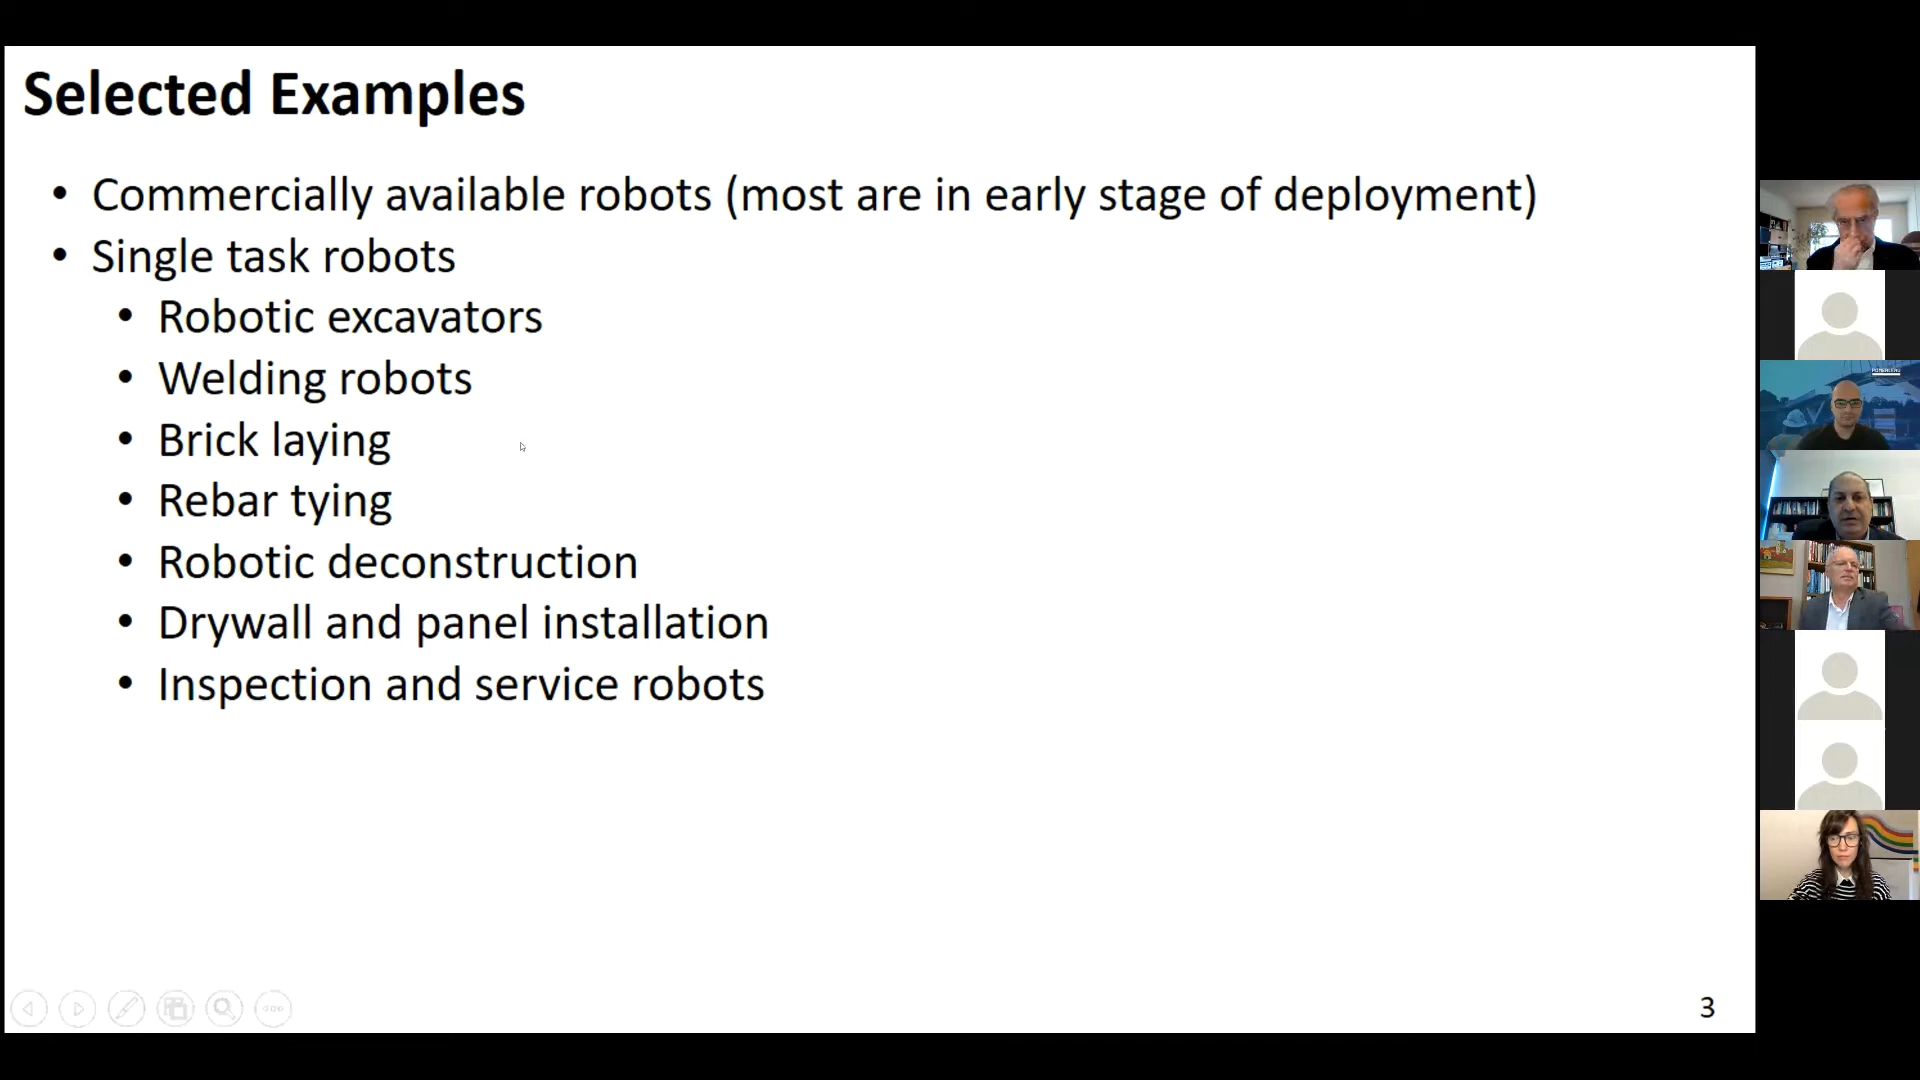 Selected Examples
• Commercially available robots (most are in early stage of deployment)
• Single task robots
• Robotic excavators
• Welding robots
• Brick laying
• Rebar tying
• Robotic deconstruction
• Drywall and panel installation
• Inspection and service robots
3
POMERLEAU